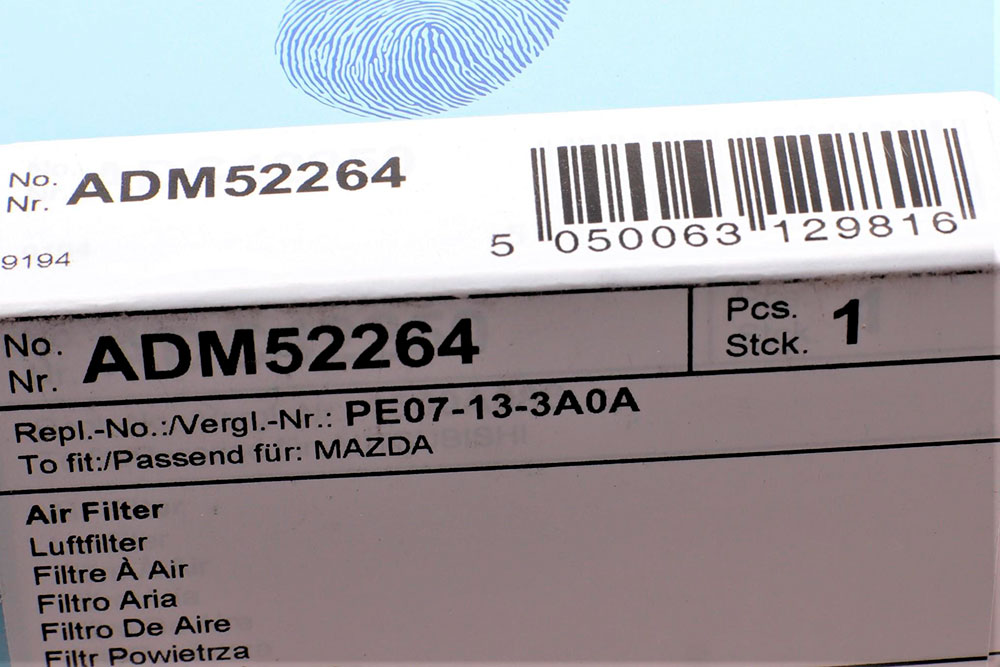 No.
Nr. ADM52264
9194
5 050063 129816
No.
Nr. ADM52264
Pcs.
Stck. 1
Repl.-No.:/Vergl.-Nr.: PE07-13-3A0A
To fit:/Passend für: MAZDA
Air Filter
Luftfilter
Filtre À Air
Filtro Aria
Filtro De Aire
Filtr Powietrza